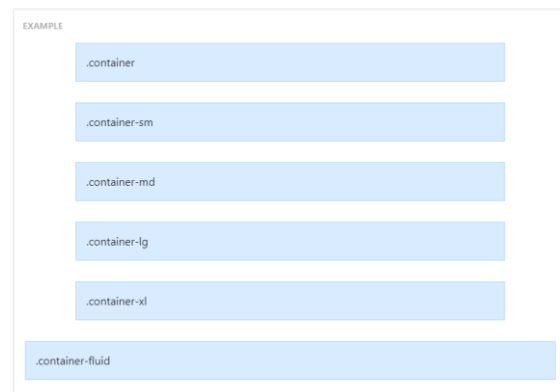 EXAMPLE
.container
.container-sm
.container-md
.container-lg
.container-xl
.container-fluid